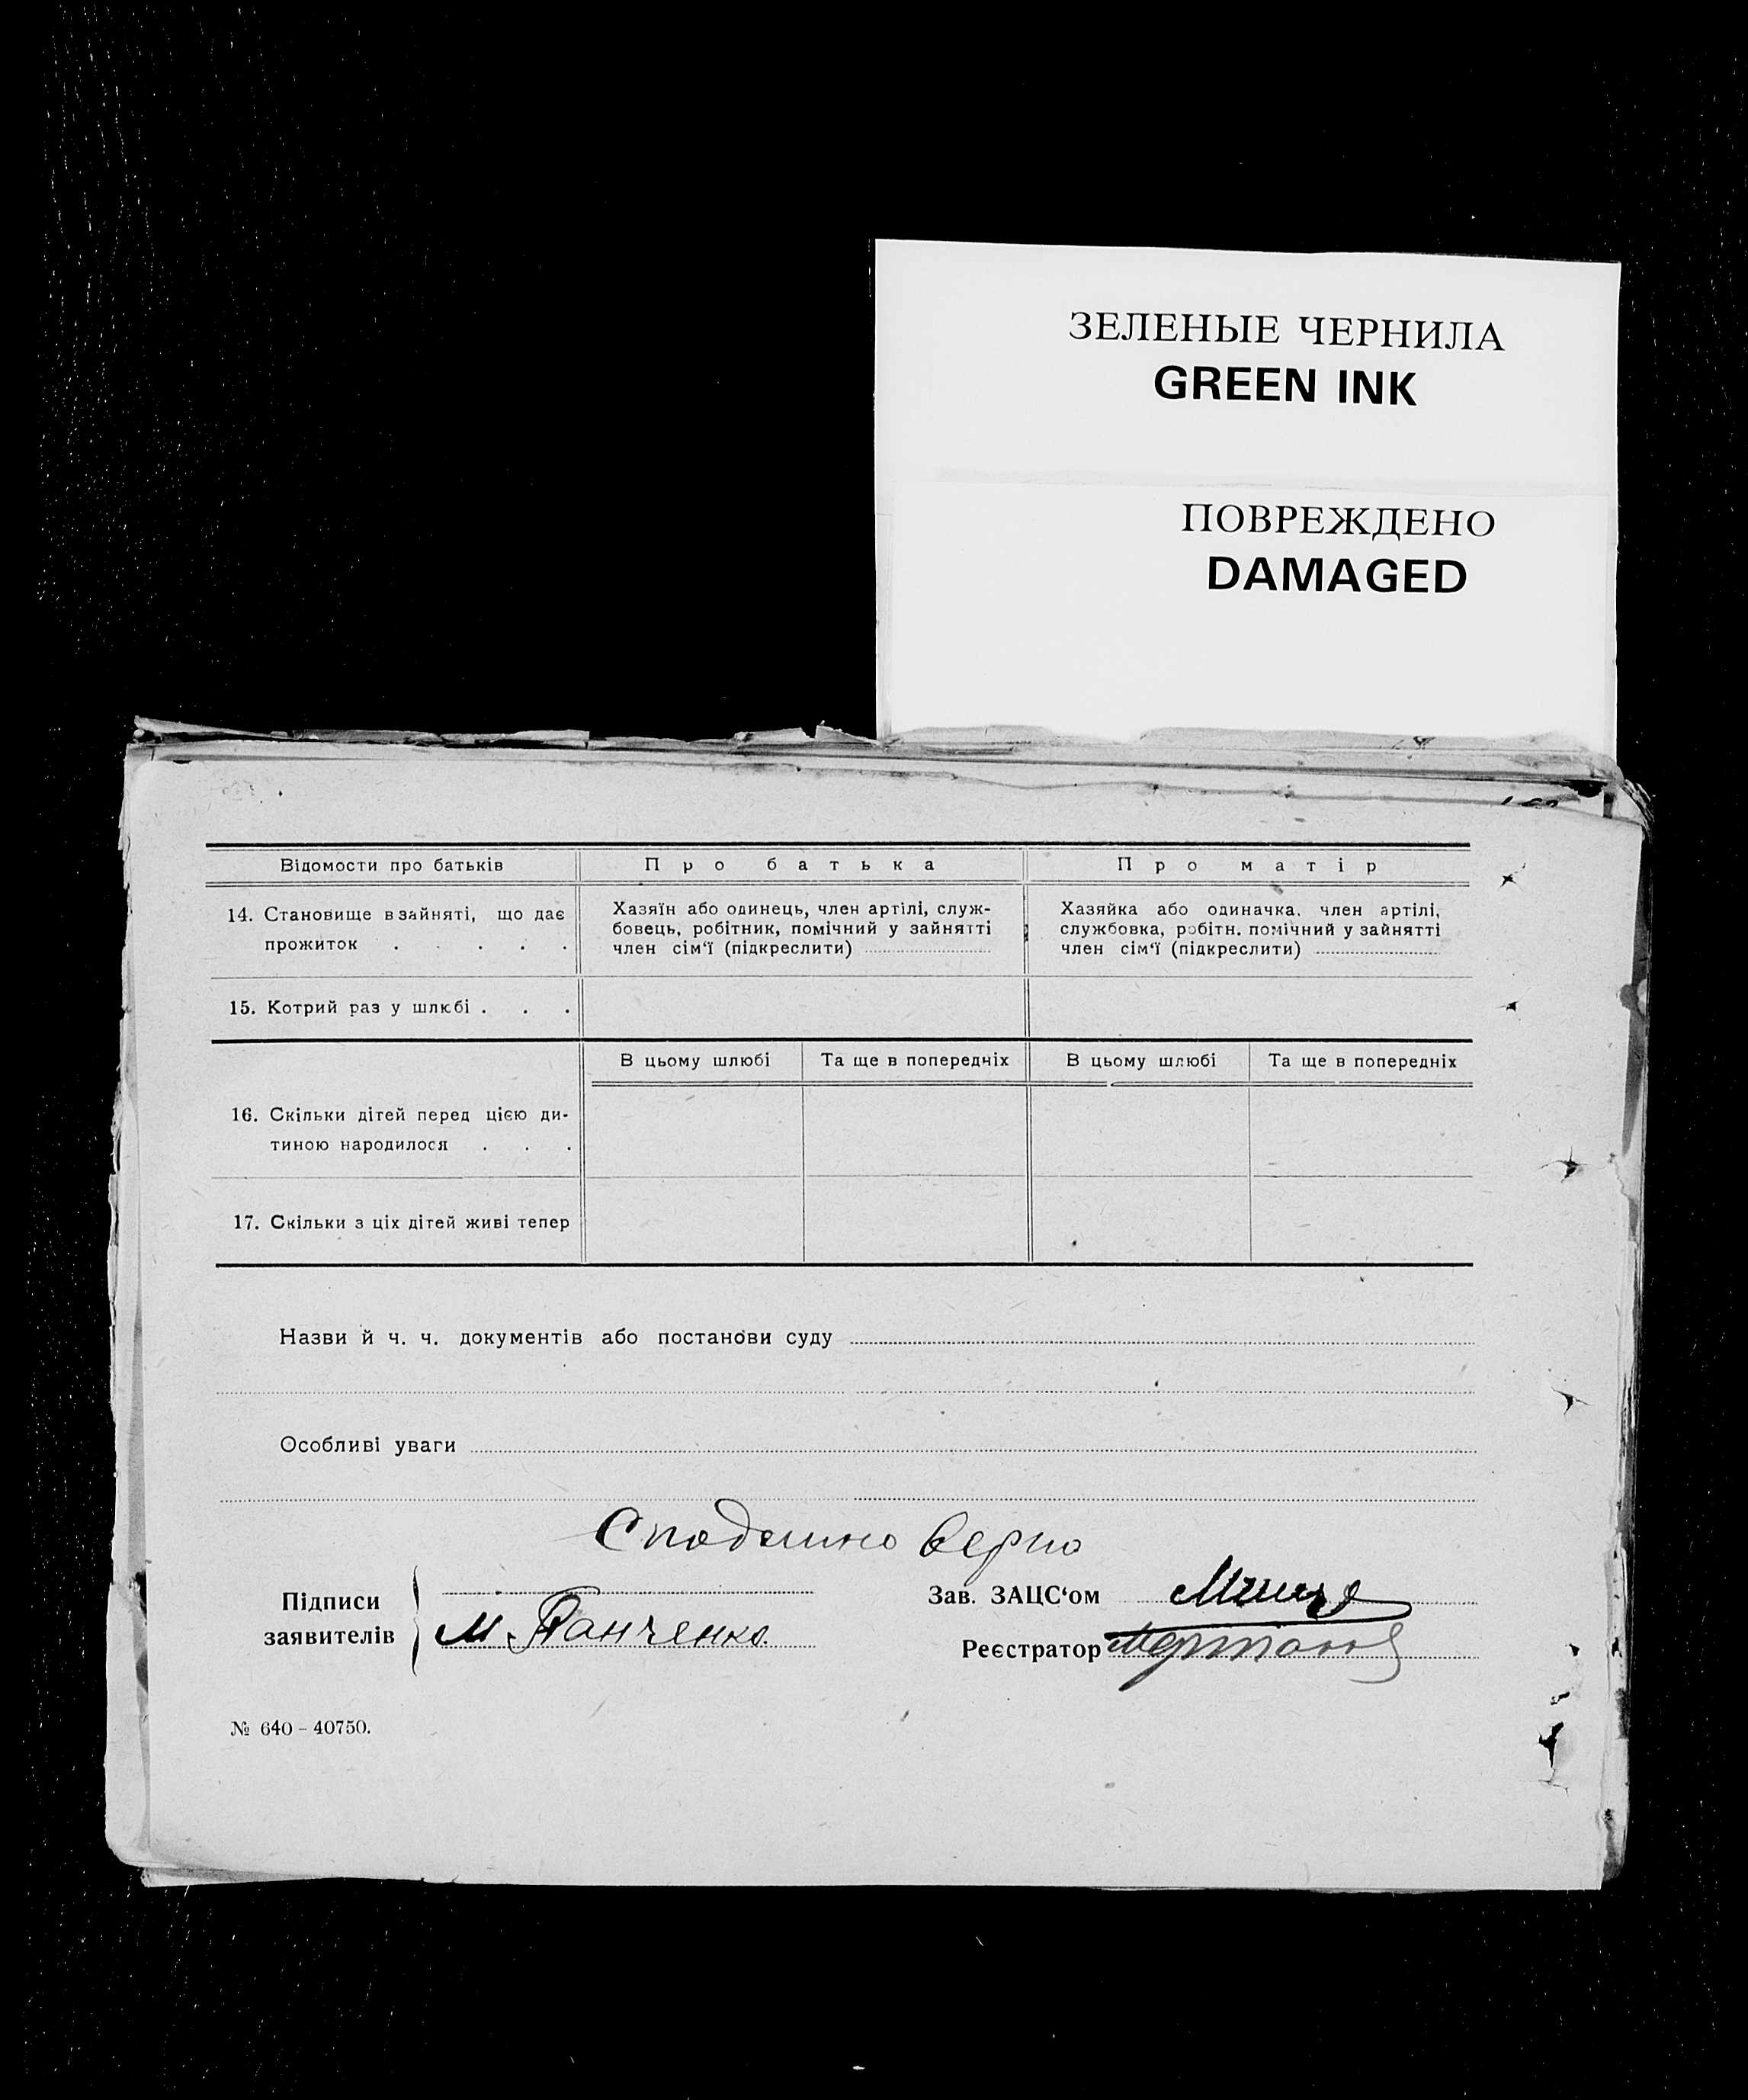 ЗЕЛЕНЫЕ ЧЕРНИЛА
GREEN INK
ПОВРЕЖДЕНО
DAMAGED
Відомости про батьків
Про батька
Про матір
14. Становище в зайняті, що дає
прожиток . . . . .
Хазяїн або одинець, член артілі, служ-
бовець, робітник, помічний у зайнятті
член сім‘ї (підкреслити)
Хазяйка або одиначка, член артілі,
службовка, робітн. помічний у зайнятті
член сім‘ї (підкреслити)
15. Котрий раз у шлюбі . . .
В цьому шлюбі
Та ще в попередніх
В цьому шлюбі
Та ще в попередніх
16. Скільки дітей перед цією ди-
тиною народилося . . .
17. Скільки з ціх дітей живі тепер
Назви й ч. ч. документів або постанови суду
Особливі уваги
верно
Підписи
заявителів
М. Панченко
Зав. ЗАЦС‘ом
Реєстратор
№ 640 – 40750.